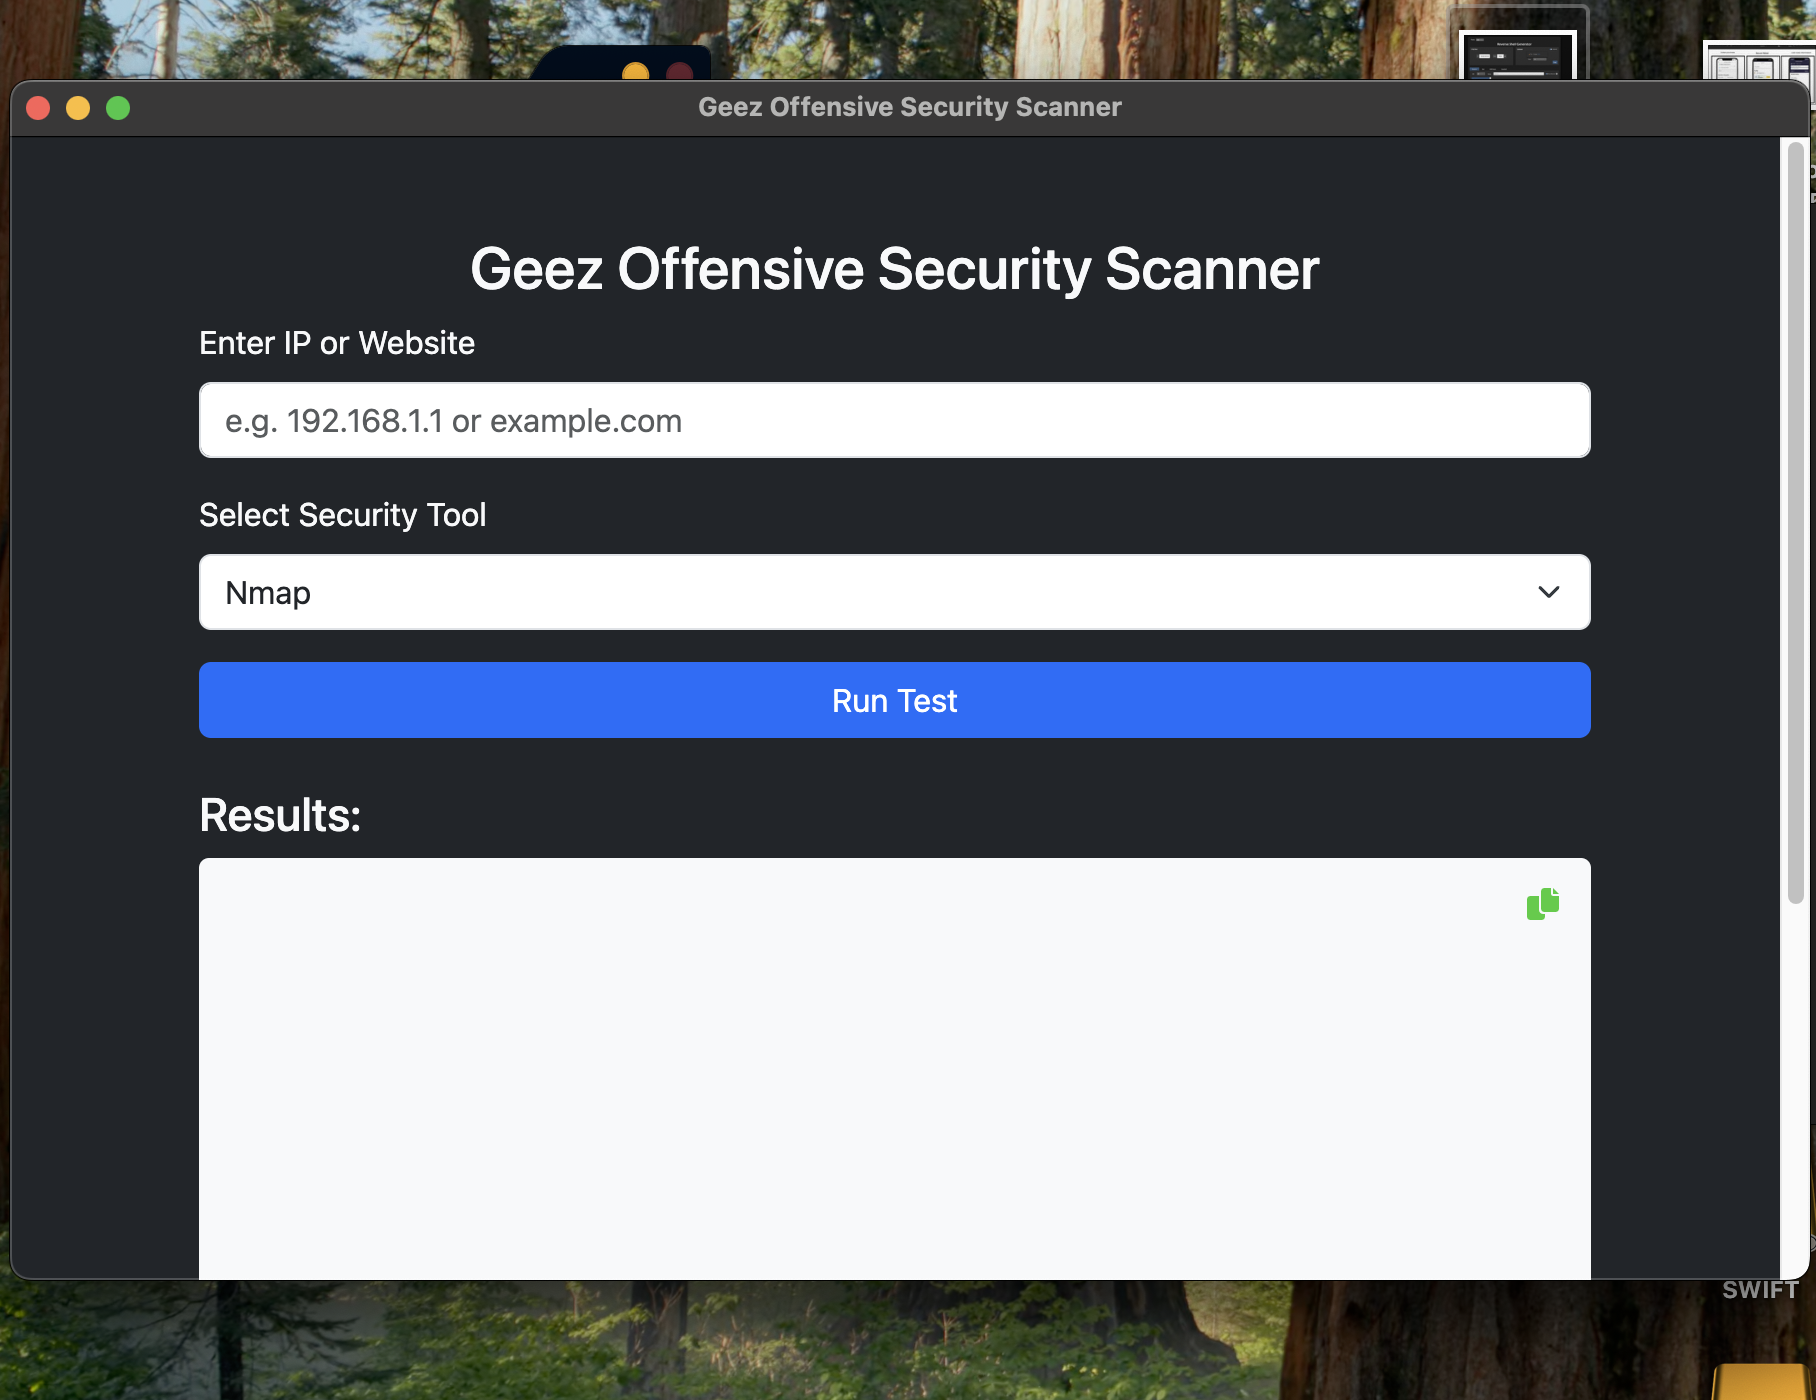 Geez Offensive Security Scanner
Geez Offensive Security Scanner
Enter IP or Website
e.g. 192.168.1.1 or example.com
Select Security Tool
Nmap
Run Test
Results:
SWIFT